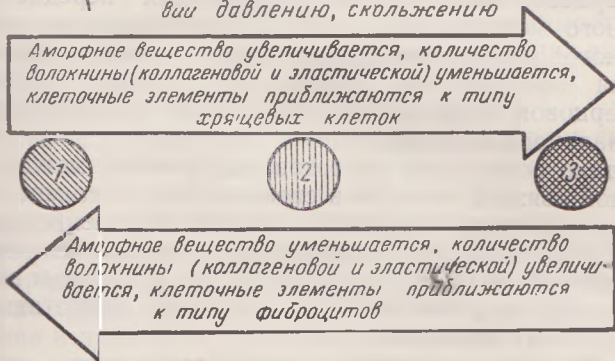 вии давлению, скольжению
Аморфное вещество увеличивается, количество
волокнины (коллагеновой и эластической) уменьшается,
клеточные элементы приближаются к типу
хрящевых клеток
1 2 3
Аморфное вещество уменьшается, количество
волокнины (коллагеновой и эластической) увеличи-
вается, клеточные элементы приближаются
к типу фиброцитов